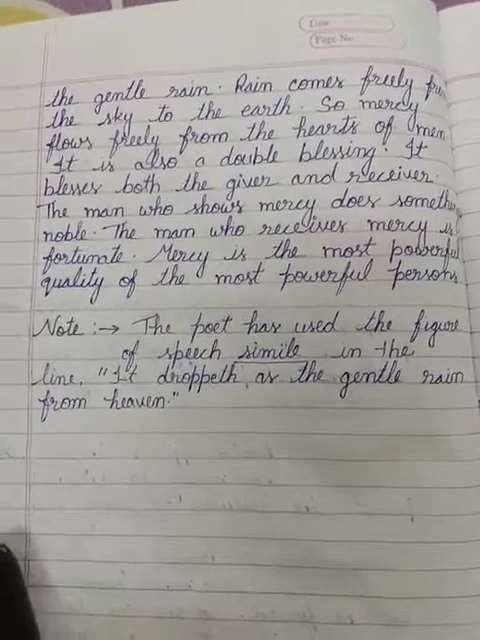 Date
Page No
the gentle rain. Rain comes freely
the sky to the earth. So mercy
flows freely from the hearts of men.
It is also a double blessing. It
blesses both the giver and receiver.
The man who shows mercy does
noble. The man who receives mercy is
fortunate. Mercy is the most powerful
quality of the most powerful persons
Note :→ The poet has used the figure
of speech simile in the
line, "It droppeth as the gentle rain
from heaven."